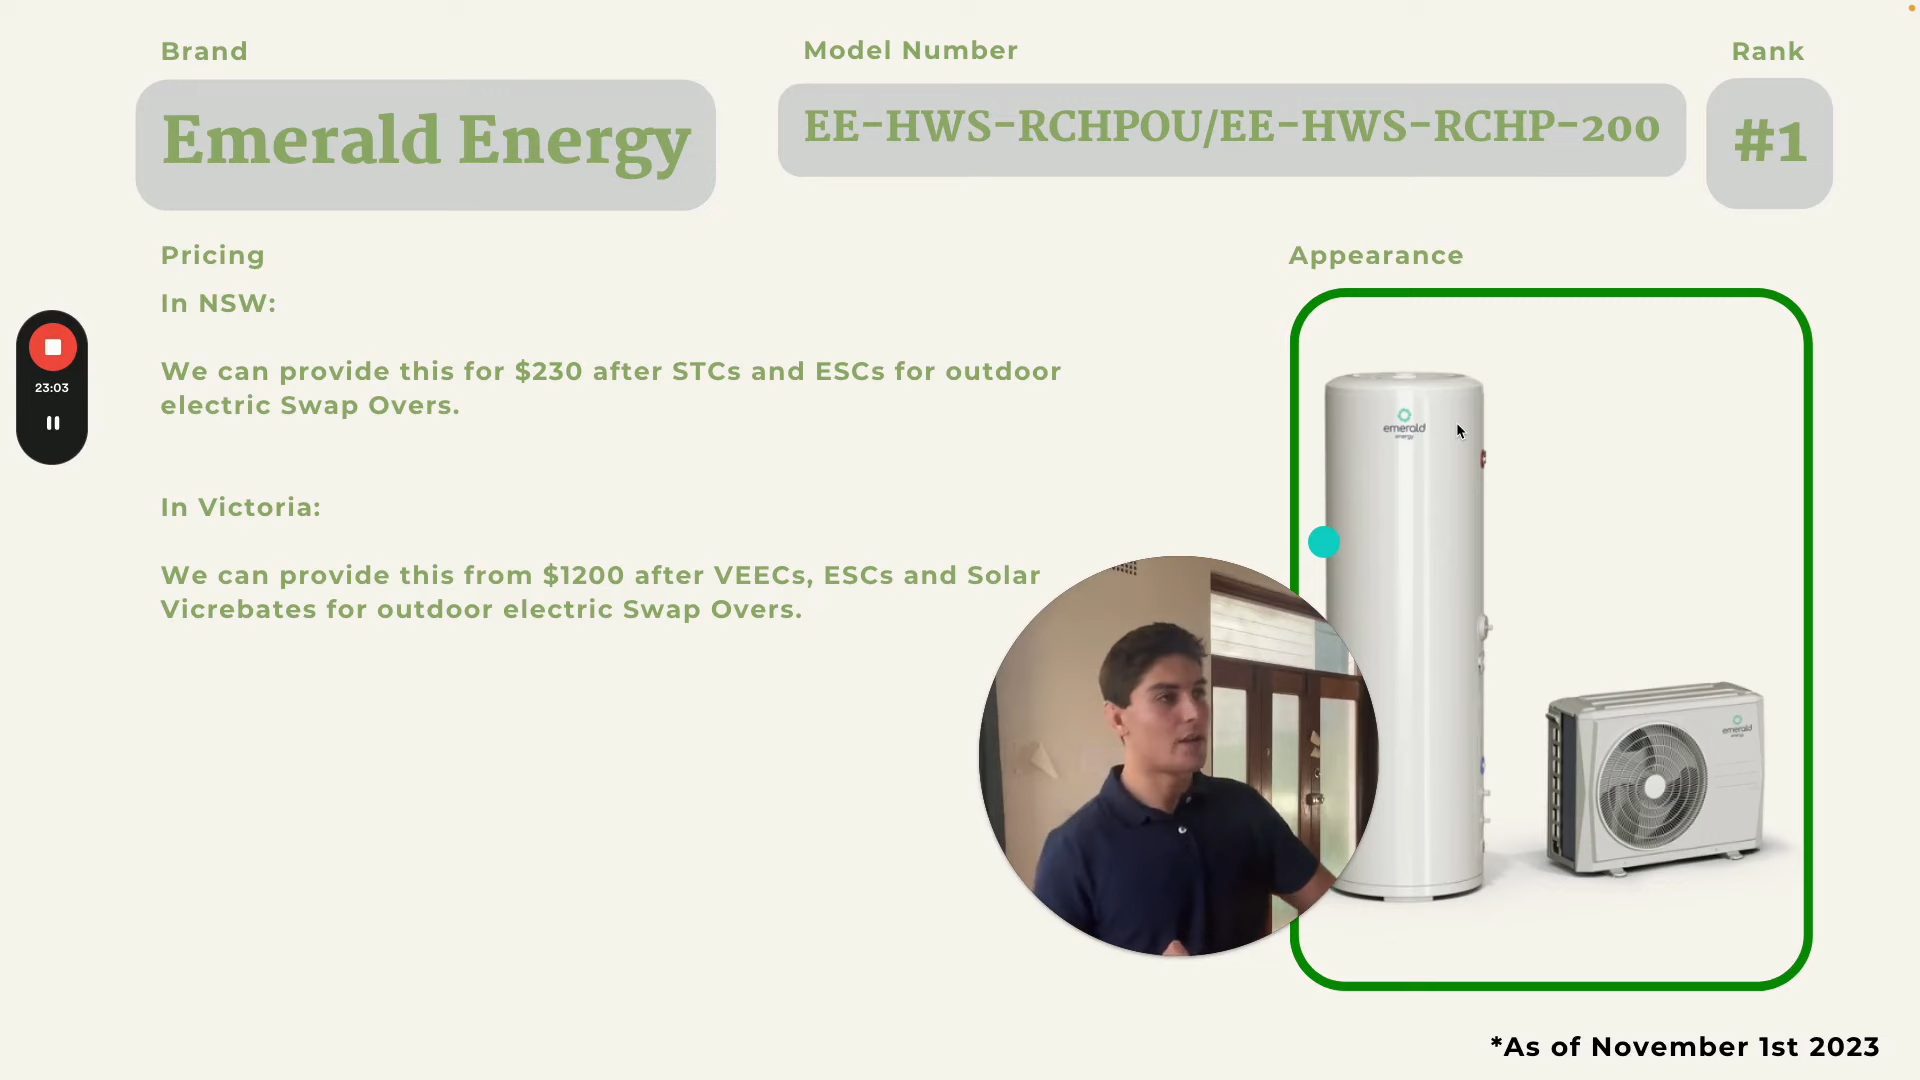 Brand
Model Number
Rank
Emerald Energy
EE-HWS-RCHPOU/EE-HWS-RCHP-200
#1
Pricing
Appearance
In NSW:
23:03
We can provide this for $230 after STCs and ESCs for outdoor
electric Swap Overs.
emerald
energy
In Victoria:
We can provide this from $1200 after VEECs, ESCs and Solar
Vicrebates for outdoor electric Swap Overs.
emerald
energy
*As of November 1st 2023